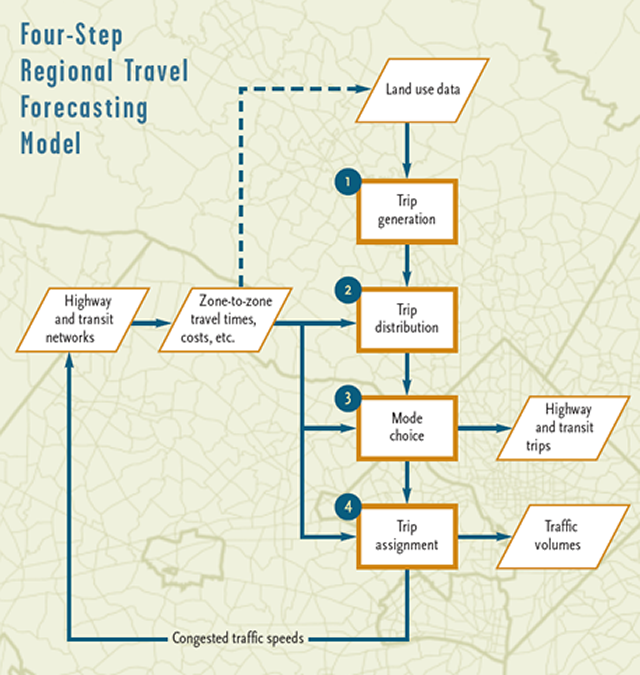 Four-Step
Regional Travel
Forecasting
Model
Land use data
1
Trip
generation
2
Trip
distribution
Highway
and transit
networks
Zone-to-zone
travel times,
costs, etc.
3
Mode
choice
Highway
and transit
trips
4
Trip
assignment
Traffic
volumes
Congested traffic speeds